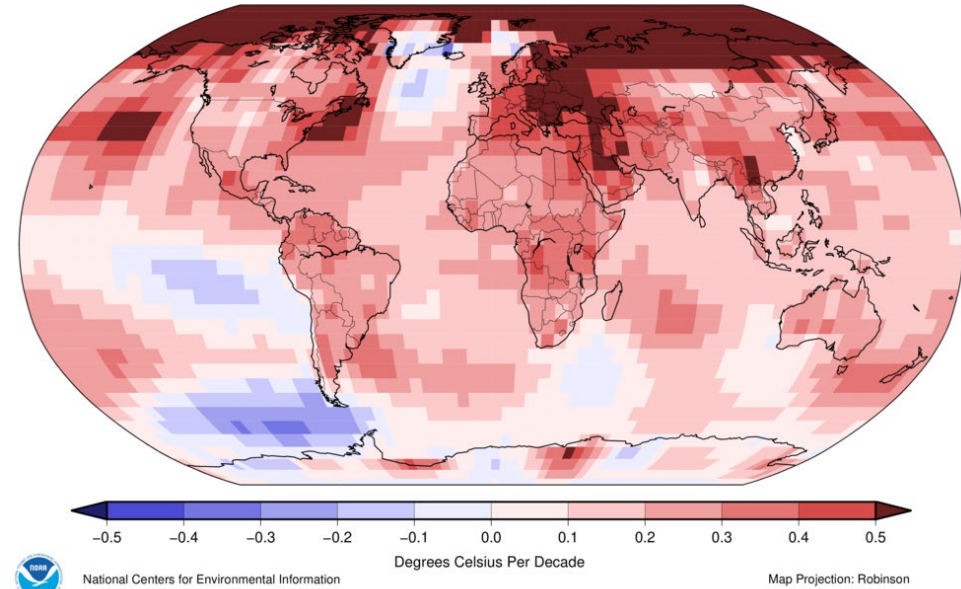 −0.5 −0.4 −0.3 −0.2 −0.1 0.0 0.1 0.2 0.3 0.4 0.5
Degrees Celsius Per Decade
NOAA
National Centers for Environmental Information
Map Projection: Robinson